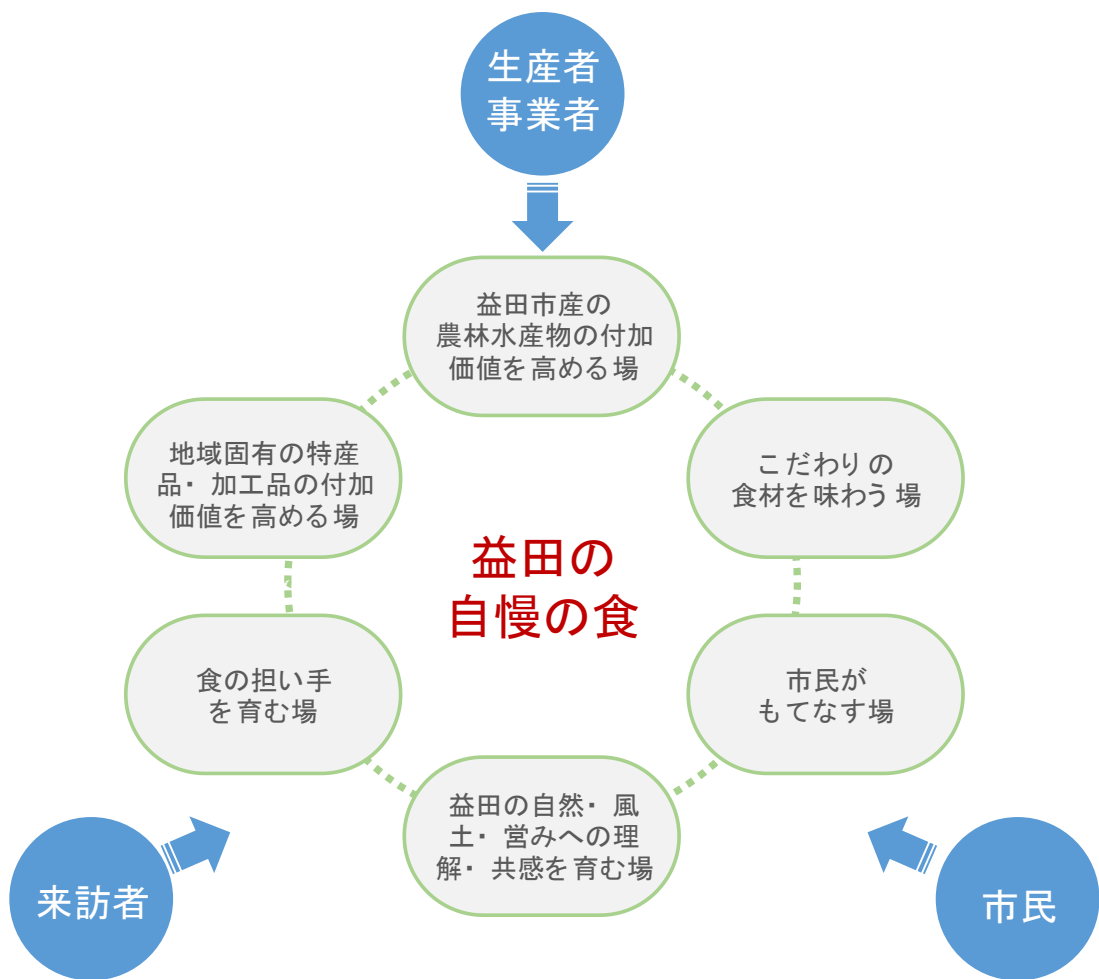 生産者
事業者
益田市産の
農林水産物の付加
価値を高める場
地域固有の特産
品・加工品の付加
価値を高める場
こだわりの
食材を味わう場
益田の
自慢の食
食の担い手
を育む場
市民が
もてなす場
益田の自然・風
土・営みへの理
解・共感を育む場
来訪者
市民